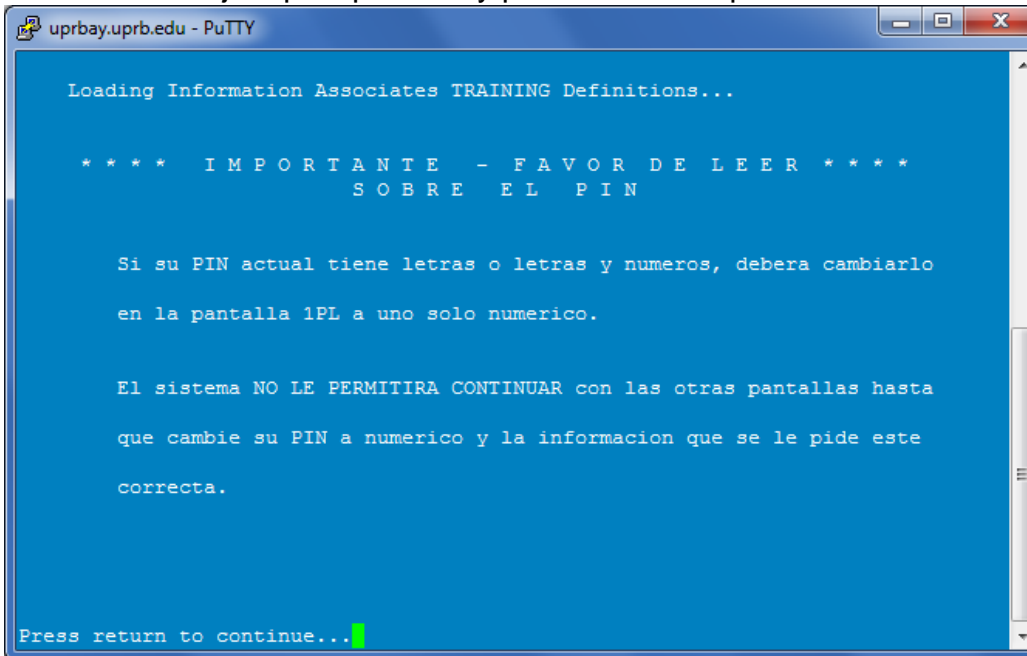 uprbay.uprb.edu - PuTTY
Loading Information Associates TRAINING Definitions...
* * * * I M P O R T A N T E - F A V O R D E L E E R * * * *
S O B R E E L P I N
Si su PIN actual tiene letras o letras y numeros, debera cambiarlo
en la pantalla 1PL a uno solo numerico.
El sistema NO LE PERMITIRA CONTINUAR con las otras pantallas hasta
que cambie su PIN a numerico y la informacion que se le pide este
correcta.
Press return to continue...